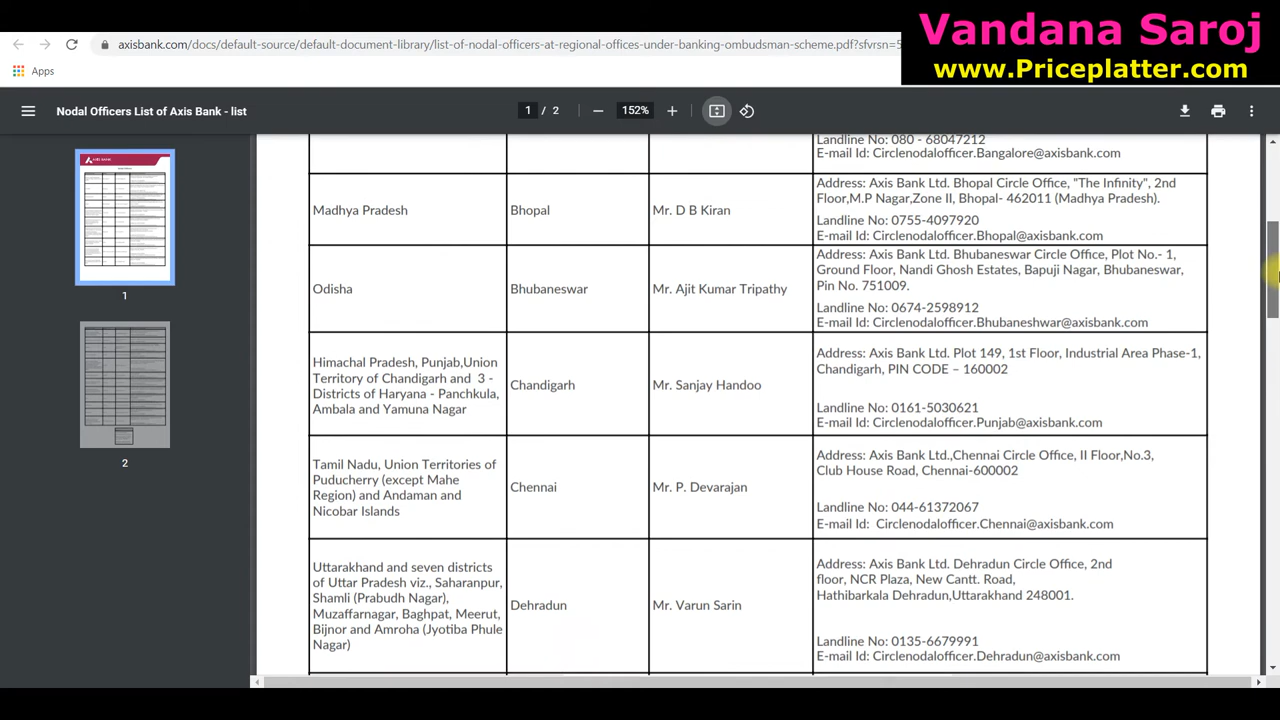 Vandana Saroj
www.Priceplatter.com
axisbank.com/docs/default-source/default-document-library/list-of-nodal-officers-at-regional-offices-under-banking-ombudsman-scheme.pdf?sfvrsn=5
Apps
Nodal Officers List of Axis Bank - list
1 / 2
152%
1
2
Landline No: 080 - 68047212
E-mail Id: Circlenodalofficer.Bangalore@axisbank.com
Madhya Pradesh
Bhopal
Mr. D B Kiran
Address: Axis Bank Ltd. Bhopal Circle Office, "The Infinity", 2nd
Floor,M.P Nagar,Zone II, Bhopal- 462011 (Madhya Pradesh).
Landline No: 0755-4097920
E-mail Id: Circlenodalofficer.Bhopal@axisbank.com
Odisha
Bhubaneswar
Mr. Ajit Kumar Tripathy
Address: Axis Bank Ltd. Bhubaneswar Circle Office, Plot No.- 1,
Ground Floor, Nandi Ghosh Estates, Bapuji Nagar, Bhubaneswar,
Pin No. 751009.
Landline No: 0674-2598912
E-mail Id: Circlenodalofficer.Bhubaneshwar@axisbank.com
Himachal Pradesh, Punjab,Union
Territory of Chandigarh and 3 -
Districts of Haryana - Panchkula,
Ambala and Yamuna Nagar
Chandigarh
Mr. Sanjay Handoo
Address: Axis Bank Ltd. Plot 149, 1st Floor, Industrial Area Phase-1,
Chandigarh, PIN CODE – 160002
Landline No: 0161-5030621
E-mail Id: Circlenodalofficer.Punjab@axisbank.com
Tamil Nadu, Union Territories of
Puducherry (except Mahe
Region) and Andaman and
Nicobar Islands
Chennai
Mr. P. Devarajan
Address: Axis Bank Ltd.,Chennai Circle Office, II Floor,No.3,
Club House Road, Chennai-600002
Landline No: 044-61372067
E-mail Id: Circlenodalofficer.Chennai@axisbank.com
Uttarakhand and seven districts
of Uttar Pradesh viz., Saharanpur,
Shamli (Prabudh Nagar),
Muzaffarnagar, Baghpat, Meerut,
Bijnor and Amroha (Jyotiba Phule
Nagar)
Dehradun
Mr. Varun Sarin
Address: Axis Bank Ltd. Dehradun Circle Office, 2nd
floor, NCR Plaza, New Cantt. Road,
Hathibarkala Dehradun,Uttarakhand 248001.
Landline No: 0135-6679991
E-mail Id: Circlenodalofficer.Dehradun@axisbank.com